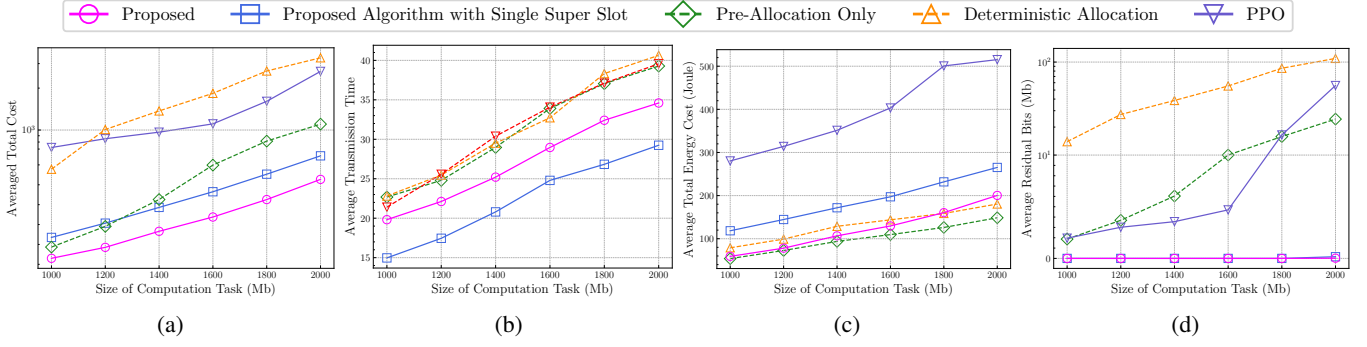 Proposed
Proposed Algorithm with Single Super Slot
Pre-Allocation Only
Deterministic Allocation
PPO
Averaged Total Cost
10³
1000 1200 1400 1600 1800 2000
Size of Computation Task (Mb)
(a)
Average Transmission Time
40
35
30
25
20
15
1000 1200 1400 1600 1800 2000
Size of Computation Task (Mb)
(b)
Average Total Energy Cost (Joule)
500
400
300
200
100
1000 1200 1400 1600 1800 2000
Size of Computation Task (Mb)
(c)
Average Residual Bits (Mb)
10²
10¹
0
1000 1200 1400 1600 1800 2000
Size of Computation Task (Mb)
(d)